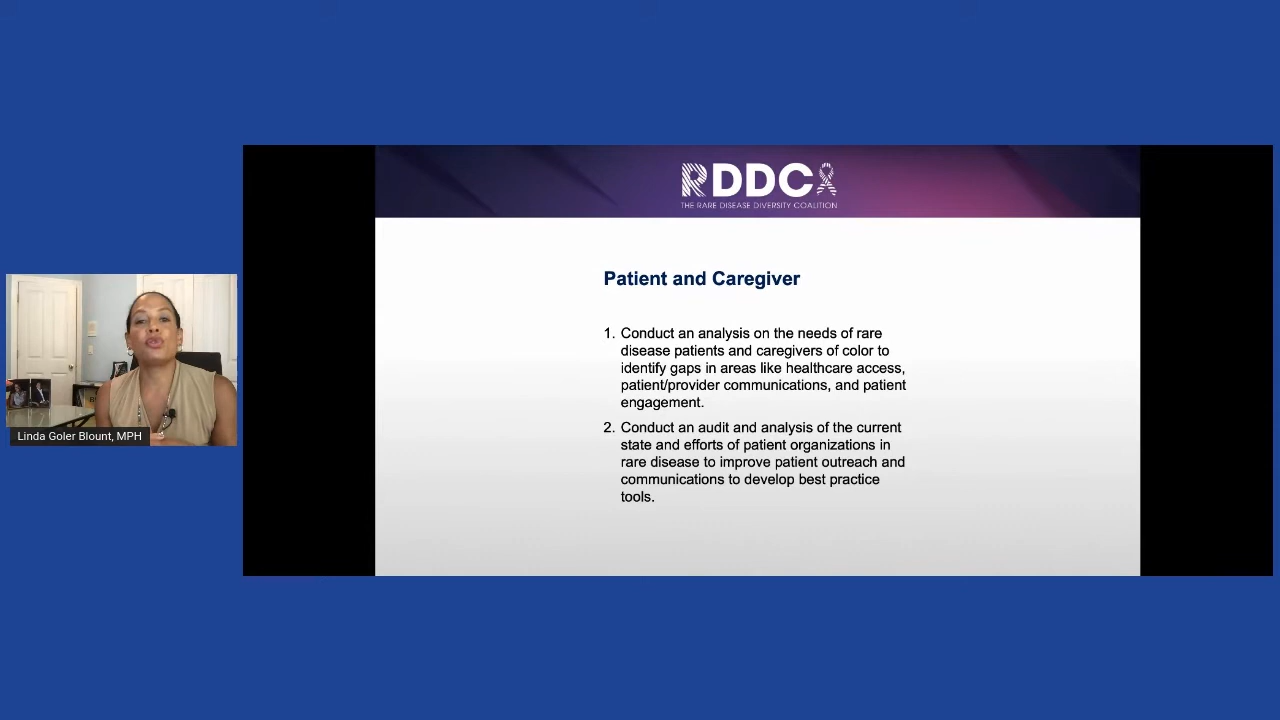 RDDC
THE RARE DISEASE DIVERSITY COALITION
Patient and Caregiver
1. Conduct an analysis on the needs of rare
disease patients and caregivers of color to
identify gaps in areas like healthcare access,
patient/provider communications, and patient
engagement.
2. Conduct an audit and analysis of the current
state and efforts of patient organizations in
rare disease to improve patient outreach and
communications to develop best practice
tools.
Linda Goler Blount, MPH